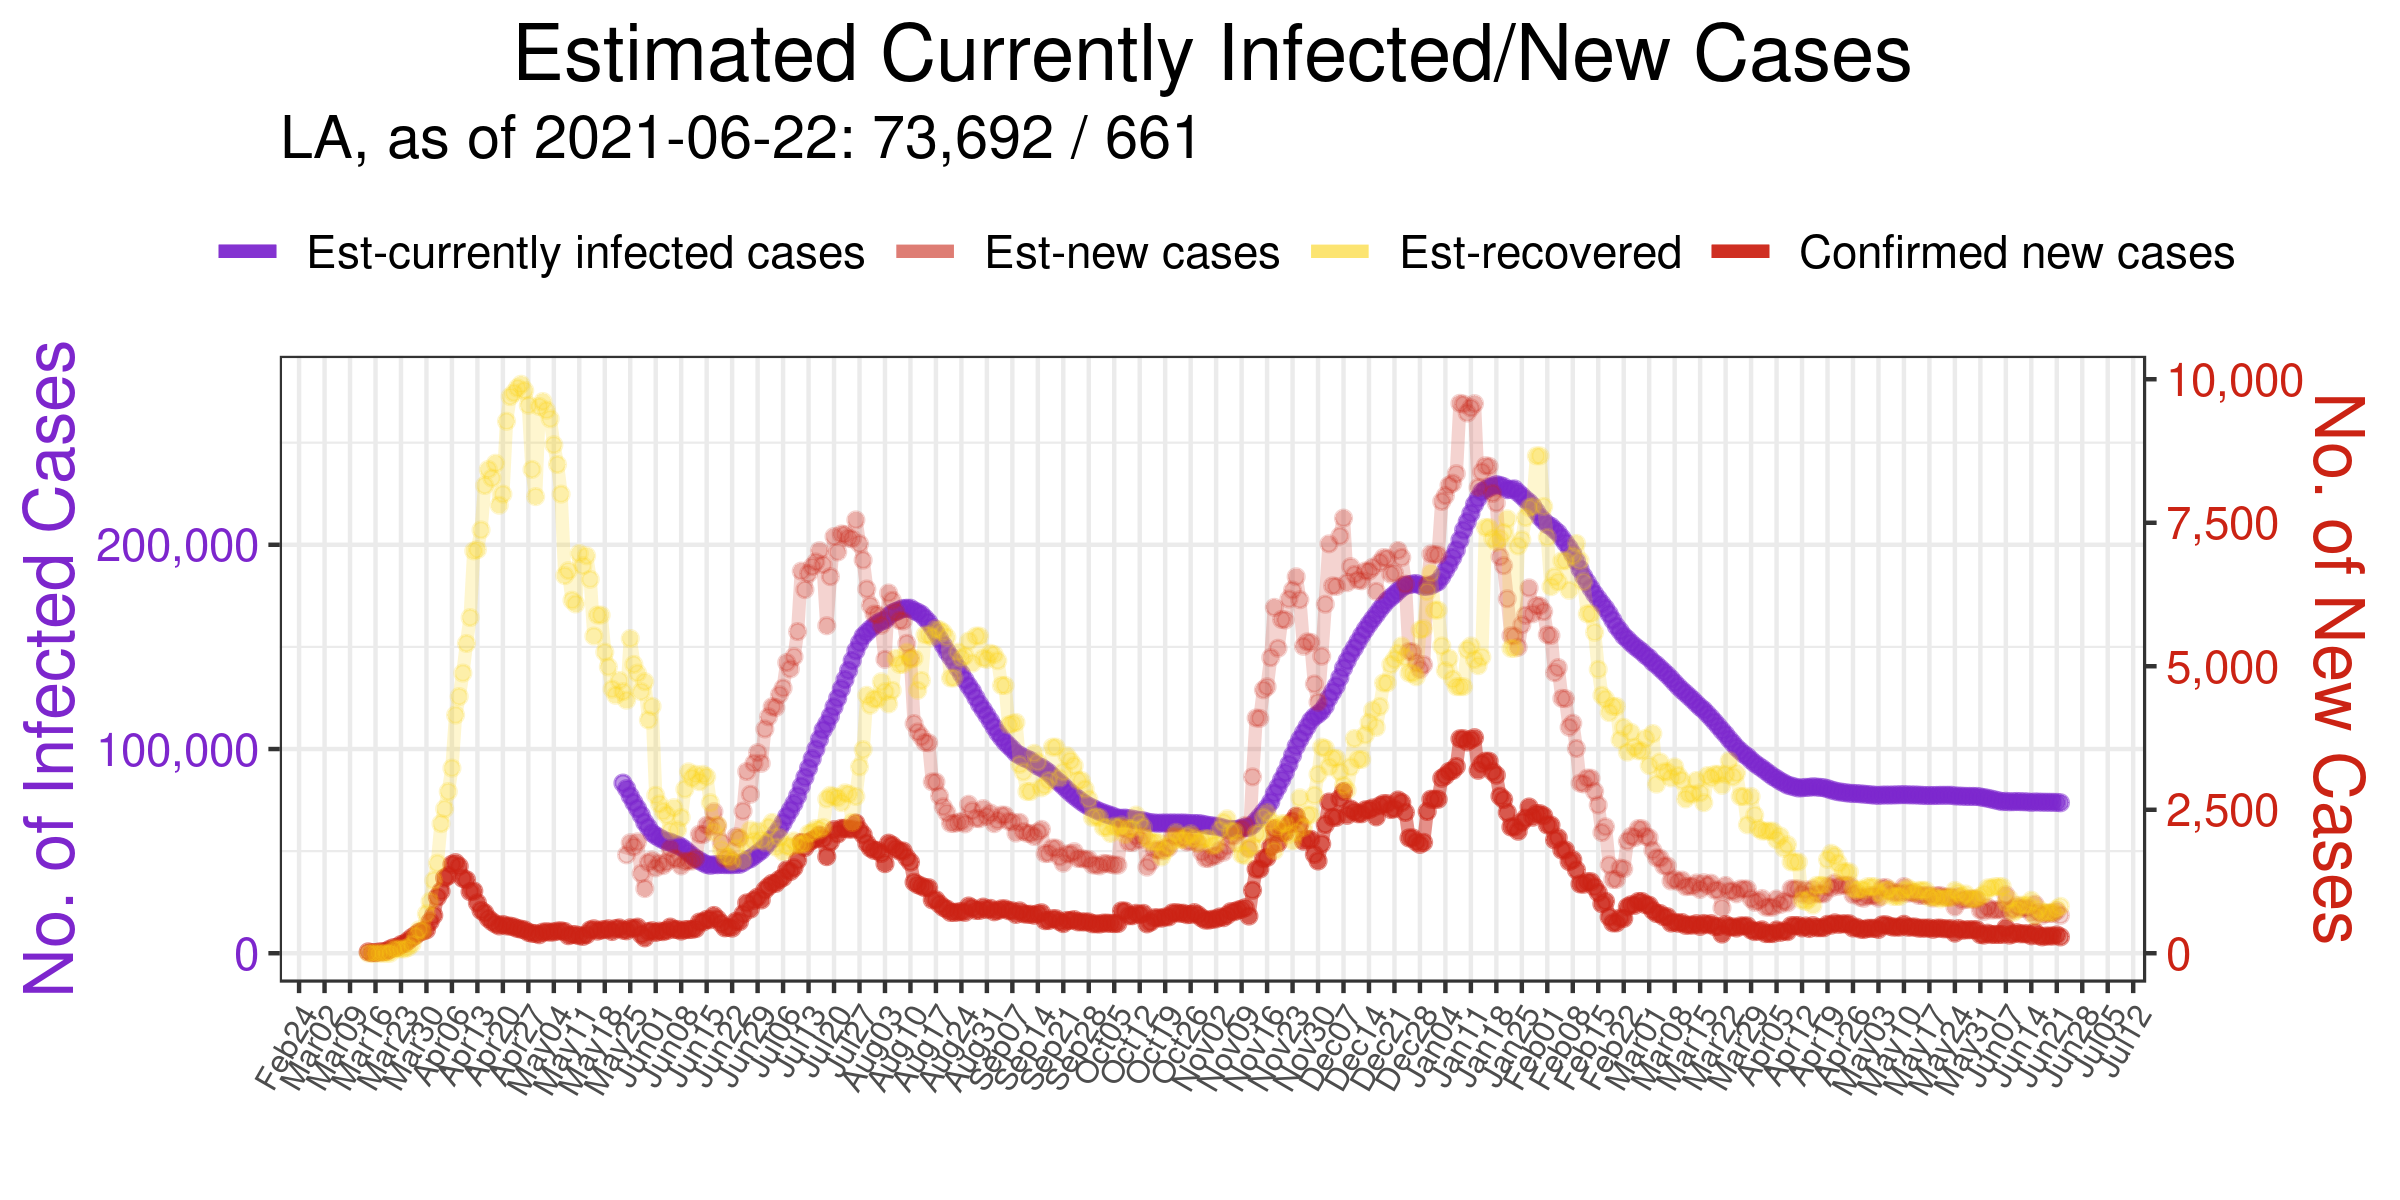 Estimated Currently Infected/New Cases
LA, as of 2021-06-22: 73,692 / 661
Est-currently infected cases
Est-new cases
Est-recovered
Confirmed new cases
No. of Infected Cases
200,000
100,000
0
10,000
7,500
5,000
2,500
0
No. of New Cases
Feb24
Mar02
Mar09
Mar16
Mar23
Mar30
Apr06
Apr13
Apr20
Apr27
May04
May11
May18
May25
Jun01
Jun08
Jun15
Jun22
Jun29
Jul06
Jul13
Jul20
Jul27
Aug03
Aug10
Aug17
Aug24
Aug31
Sep07
Sep14
Sep21
Sep28
Oct05
Oct12
Oct19
Oct26
Nov02
Nov09
Nov16
Nov23
Nov30
Dec07
Dec14
Dec21
Dec28
Jan04
Jan11
Jan18
Jan25
Feb01
Feb08
Feb15
Feb22
Mar01
Mar08
Mar15
Mar22
Mar29
Apr05
Apr12
Apr19
Apr26
May03
May10
May17
May24
May31
Jun07
Jun14
Jun21
Jun28
Jul05
Jul12